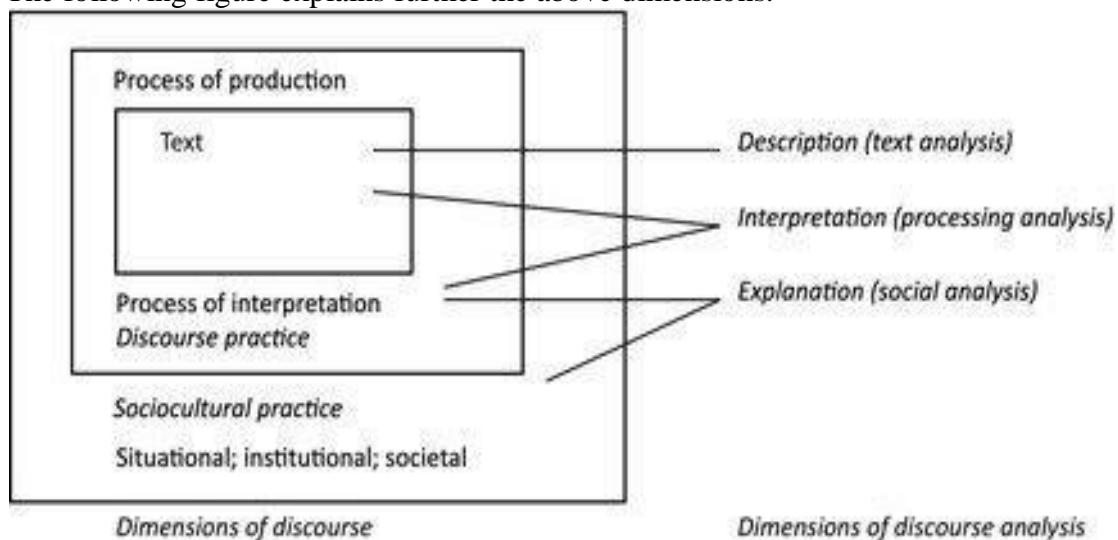 The following figure explains further the above dimensions.
Process of production
Text
Description (text analysis)
Interpretation (processing analysis)
Explanation (social analysis)
Process of interpretation
Discourse practice
Sociocultural practice
Situational; institutional; societal
Dimensions of discourse
Dimensions of discourse analysis